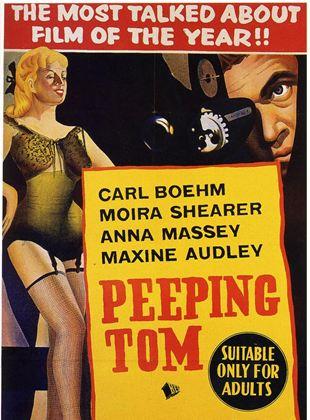 THE MOST TALKED ABOUT
FILM OF THE YEAR!!
CARL BOEHM
MOIRA SHEARER
ANNA MASSEY
MAXINE AUDLEY
PEEPING
TOM
SUITABLE
ONLY FOR
ADULTS